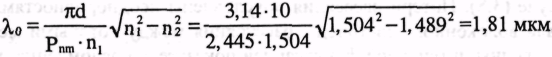 λ₀ = πd / (Pₙₘ · n₁) √(n₁² − n₂²) = 3,14·10 / (2,445·1,504) √(1,504² − 1,489²) = 1,81 мкм